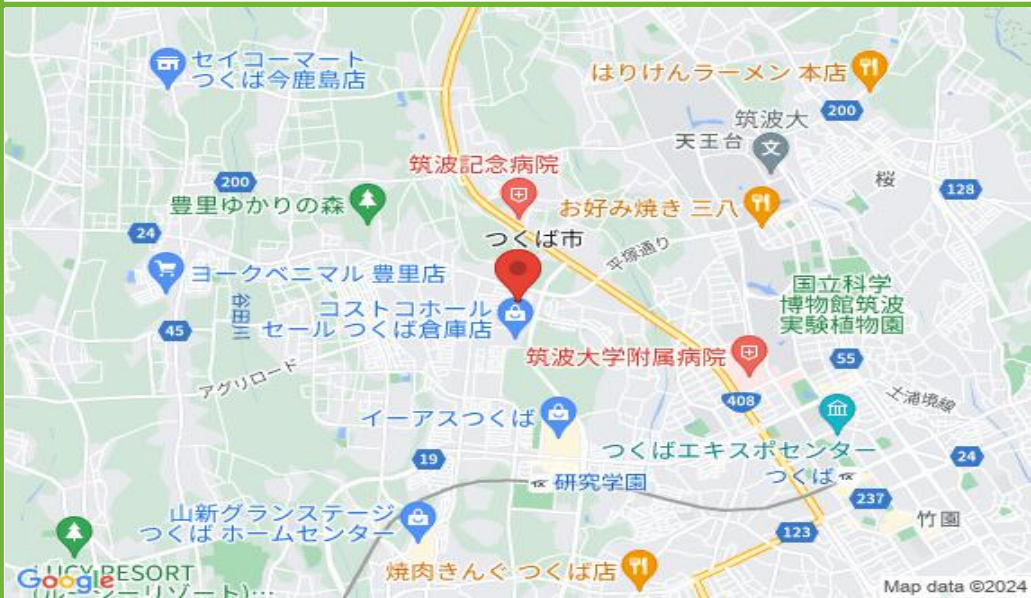 セイコーマート
つくば今鹿島店
はりけんラーメン 本店
200
筑波大
天王台
筑波記念病院
桜
200
128
豊里ゆかりの森
お好み焼き 三八
24
つくば市
平塚通り
ヨークベニマル 豊里店
国立科学
博物館筑波
実験植物園
谷田川
コストコホール
セール つくば倉庫店
45
筑波大学附属病院
55
アグリロード
408
土浦境線
イーアスつくば
つくばエキスポセンター
19
24
研究学園
つくば
237
山新グランステージ
つくば ホームセンター
竹園
123
焼肉きんぐ つくば店
LUCY RESORT
Google
Map data ©2024